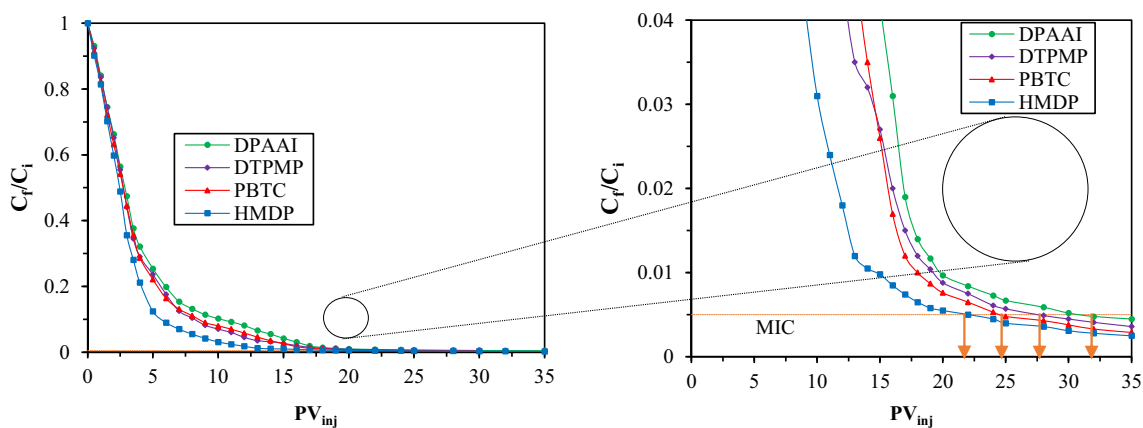 1
0.8
0.6
0.4
0.2
0
0
5
10
15
20
25
30
35
C_f/C_i
PV_inj
DPAAI
DTPMP
PBTC
HMDP
0.04
0.03
0.02
0.01
0
0
5
10
15
20
25
30
35
C_f/C_i
PV_inj
DPAAI
DTPMP
PBTC
HMDP
MIC